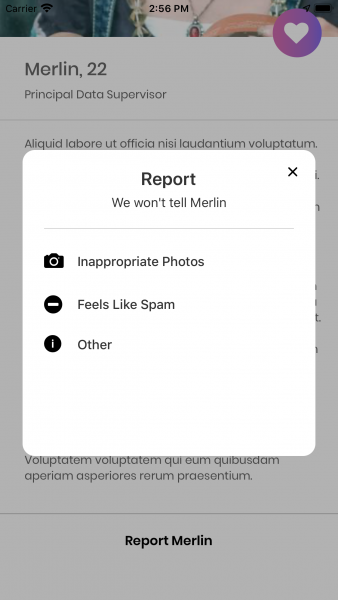 Carrier 2:56 PM
Merlin, 22
Principal Data Supervisor
Aliquid labore ut officia nisi laudantium voluptatum.
Report
We won't tell Merlin
Inappropriate Photos
Feels Like Spam
Other
Voluptatem voluptatem qui eum quibusdam
aperiam asperiores rerum praesentium.
Report Merlin